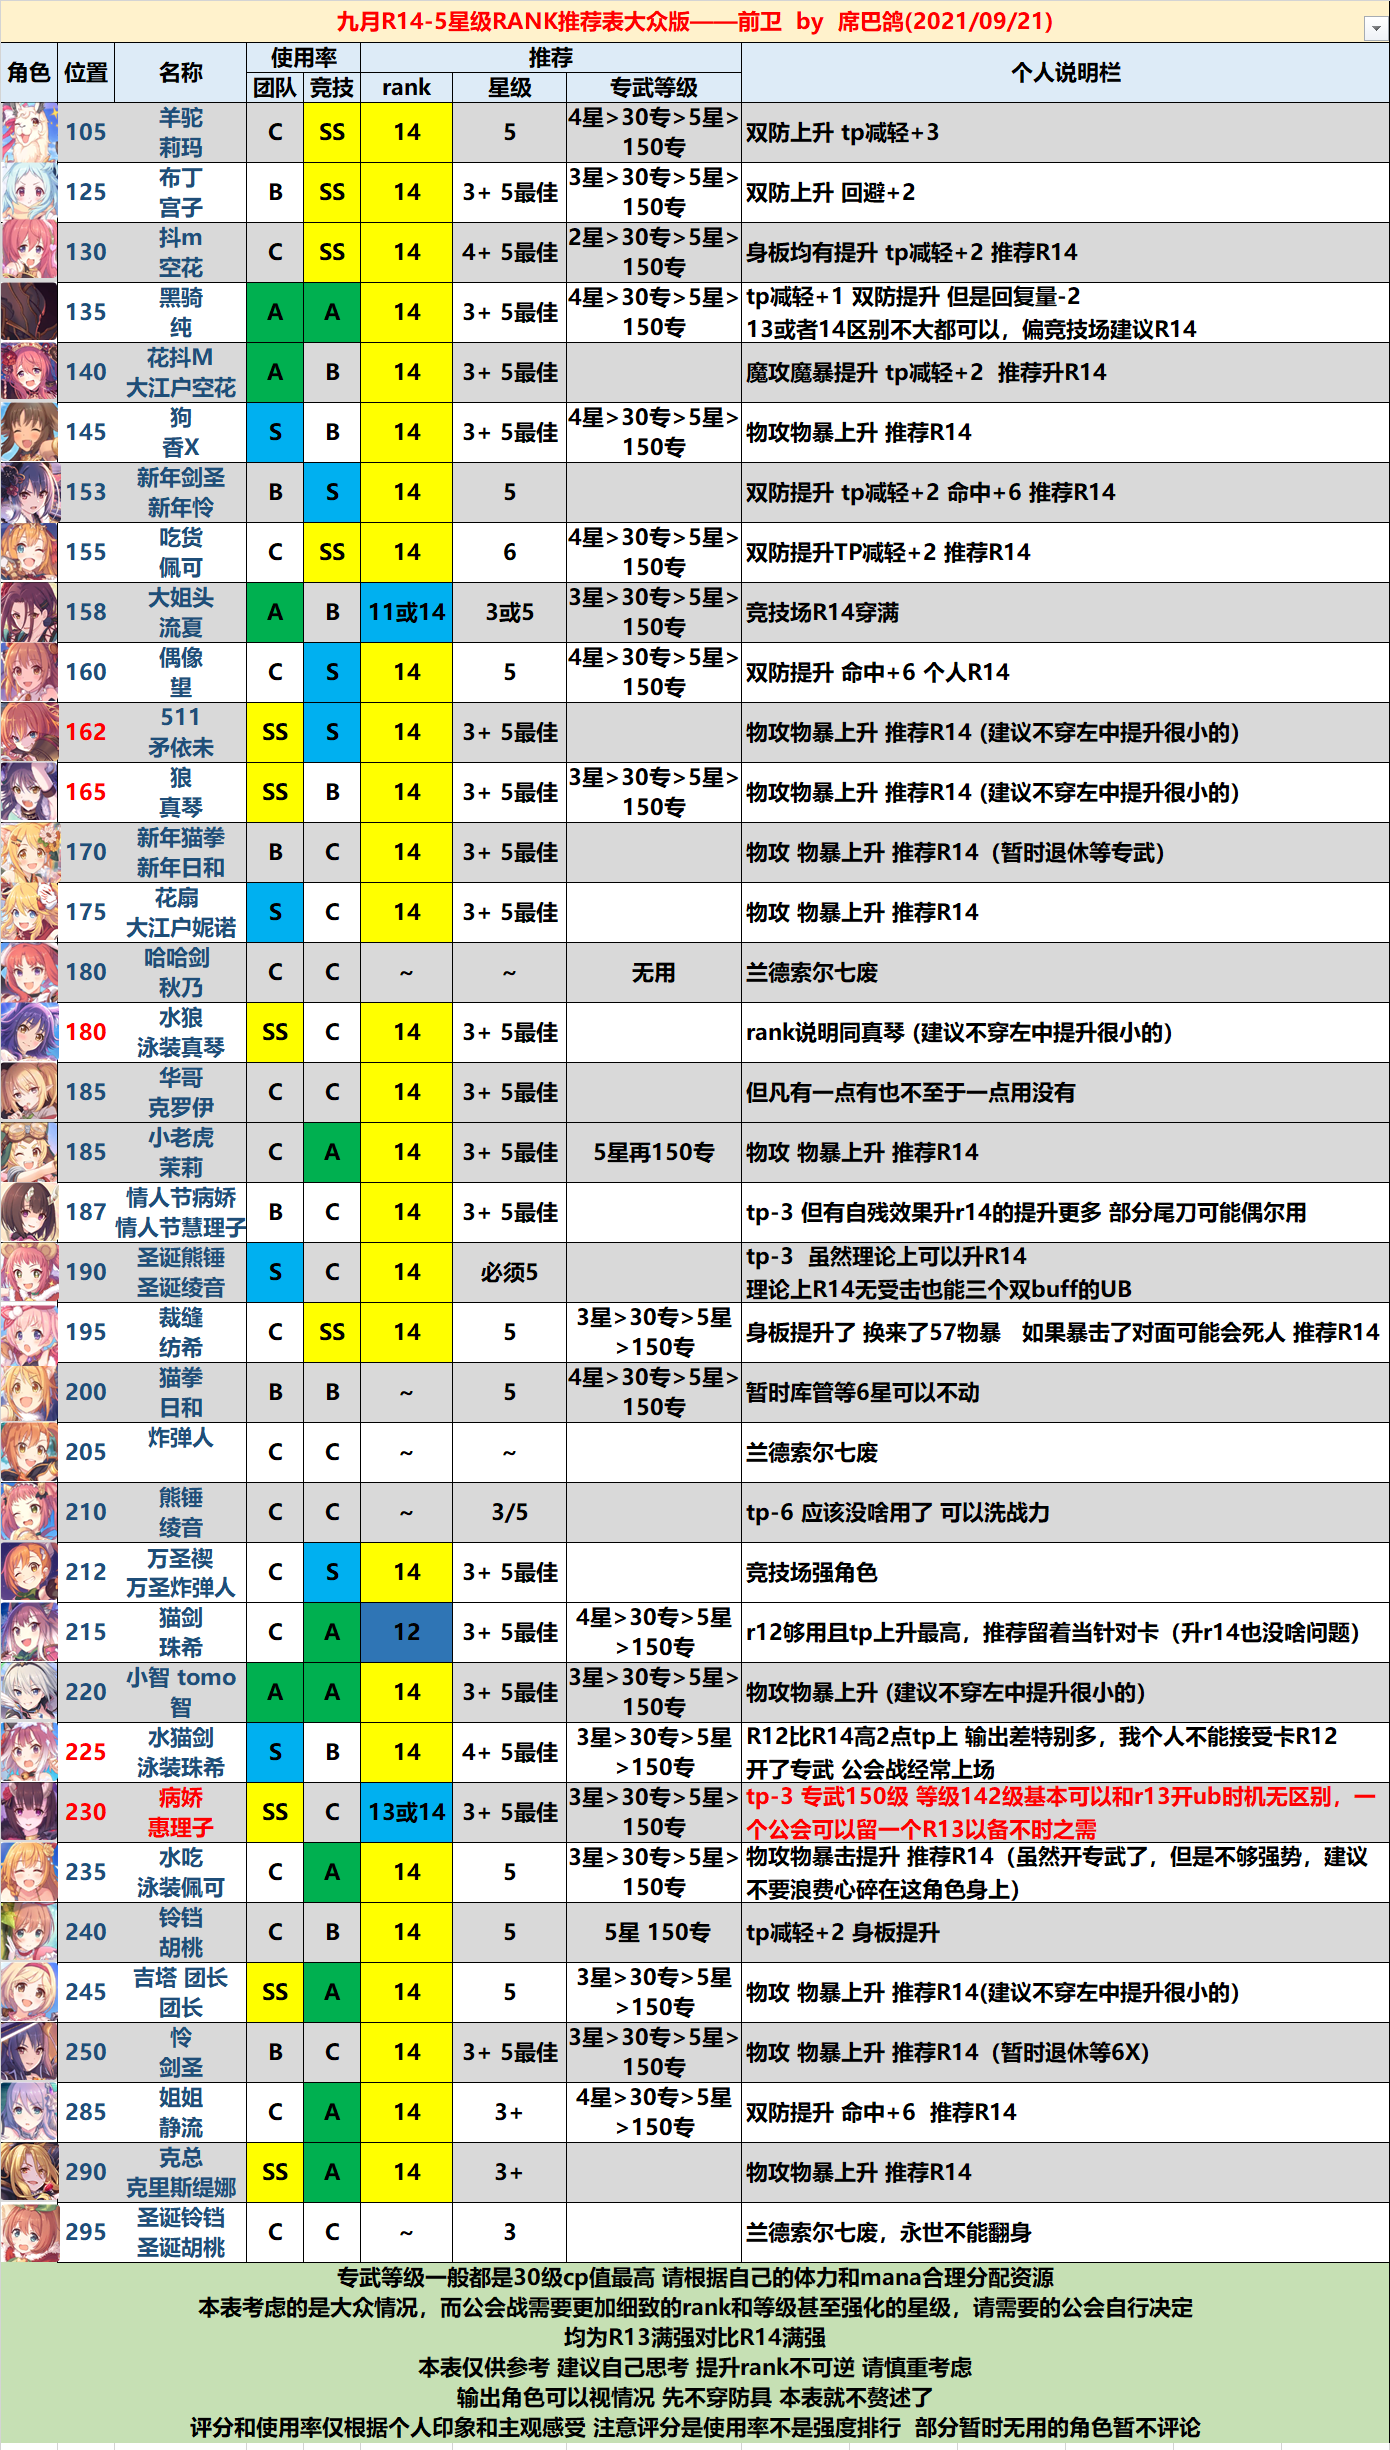 九月R14-5星级RANK推荐表大众版——前卫 by 席巴鸽(2021/09/21)
角色 位置 名称 使用率 推荐 个人说明栏
团队 竞技 rank 星级 专武等级
105 羊驼 莉玛 C SS 14 5 4星>30专>5星>150专 双防上升 tp减轻+3
125 布丁 宫子 B SS 14 3+ 5最佳 3星>30专>5星>150专 双防上升 回避+2
130 抖m 空花 C SS 14 4+ 5最佳 2星>30专>5星>150专 身板均有提升 tp减轻+2 推荐R14
135 黑骑 纯 A A 14 3+ 5最佳 4星>30专>5星>150专 tp减轻+1 双防提升 但是回复量-2
13或者14区别不大都可以，偏竞技场建议R14
140 花抖M 大江户空花 A B 14 3+ 5最佳 魔攻魔暴提升 tp减轻+2 推荐升R14
145 狗 香X S B 14 3+ 5最佳 4星>30专>5星>150专 物攻物暴上升 推荐R14
153 新年剑圣 新年怜 B S 14 5 双防提升 tp减轻+2 命中+6 推荐R14
155 吃货 佩可 C SS 14 6 4星>30专>5星>150专 双防提升TP减轻+2 推荐R14
158 大姐头 流夏 A B 11或14 3或5 3星>30专>5星>150专 竞技场R14穿满
160 偶像 望 C S 14 5 4星>30专>5星>150专 双防提升 命中+6 个人R14
162 511 矛依未 SS S 14 3+ 5最佳 物攻物暴上升 推荐R14 (建议不穿左中提升很小的)
165 狼 真琴 SS B 14 3+ 5最佳 3星>30专>5星>150专 物攻物暴上升 推荐R14 (建议不穿左中提升很小的)
170 新年猫拳 新年日和 B C 14 3+ 5最佳 物攻 物暴上升 推荐R14（暂时退休等专武）
175 花扇 大江户妮诺 S C 14 3+ 5最佳 物攻 物暴上升 推荐R14
180 哈哈剑 秋乃 C C ~ ~ 无用 兰德索尔七废
180 水狼 泳装真琴 SS C 14 3+ 5最佳 rank说明同真琴 (建议不穿左中提升很小的)
185 华哥 克罗伊 C C 14 3+ 5最佳 但凡有一点有也不至于一点用没有
185 小老虎 茉莉 C A 14 3+ 5最佳 5星再150专 物攻 物暴上升 推荐R14
187 情人节病娇 情人节慧理子 B C 14 3+ 5最佳 tp-3 但有自残效果升r14的提升更多 部分尾刀可能偶尔用
190 圣诞熊锤 圣诞绫音 S C 14 必须5 tp-3 虽然理论上可以升R14
理论上R14无受击也能三个双buff的UB
195 裁缝 纺希 C SS 14 5 3星>30专>5星>150专 身板提升了 换来了57物暴 如果暴击了对面可能会死人 推荐R14
200 猫拳 日和 B B ~ 5 4星>30专>5星>150专 暂时库管等6星可以不动
205 炸弹人 C C ~ ~ 兰德索尔七废
210 熊锤 绫音 C C ~ 3/5 tp-6 应该没啥用了 可以洗战力
212 万圣禊 万圣炸弹人 C S 14 3+ 5最佳 竞技场强角色
215 猫剑 珠希 C A 12 3+ 5最佳 4星>30专>5星>150专 r12够用且tp上升最高，推荐留着当针对卡（升r14也没啥问题）
220 小智 tomo 智 A A 14 3+ 5最佳 3星>30专>5星>150专 物攻物暴上升 (建议不穿左中提升很小的)
225 水猫剑 泳装珠希 S B 14 4+ 5最佳 3星>30专>5星>150专 R12比R14高2点tp上 输出差特别多，我个人不能接受卡R12
开了专武 公会战经常上场
230 病娇 惠理子 SS C 13或14 3+ 5最佳 3星>30专>5星>150专 tp-3 专武150级 等级142级基本可以和r13开ub时机无区别，一
个公会可以留一个R13以备不时之需
235 水吃 泳装佩可 C A 14 5 3星>30专>5星>150专 物攻物暴击提升 推荐R14（虽然开专武了，但是不够强势，建议
不要浪费心碎在这角色身上）
240 铃铛 胡桃 C B 14 5 5星 150专 tp减轻+2 身板提升
245 吉塔 团长 团长 SS A 14 5 3星>30专>5星>150专 物攻 物暴上升 推荐R14(建议不穿左中提升很小的)
250 怜 剑圣 B C 14 3+ 5最佳 3星>30专>5星>150专 物攻 物暴上升 推荐R14（暂时退休等6X）
285 姐姐 静流 C A 14 3+ 4星>30专>5星>150专 双防提升 命中+6 推荐R14
290 克总 克里斯缇娜 SS A 14 3+ 物攻物暴上升 推荐R14
295 圣诞铃铛 圣诞胡桃 C C ~ 3 兰德索尔七废，永世不能翻身
专武等级一般都是30级cp值最高 请根据自己的体力和mana合理分配资源
本表考虑的是大众情况，而公会战需要更加细致的rank和等级甚至强化的星级，请需要的公会自行决定
均为R13满强对比R14满强
本表仅供参考 建议自己思考 提升rank不可逆 请慎重考虑
输出角色可以视情况 先不穿防具 本表就不赘述了
评分和使用率仅根据个人印象和主观感受 注意评分是使用率不是强度排行 部分暂时无用的角色暂不评论